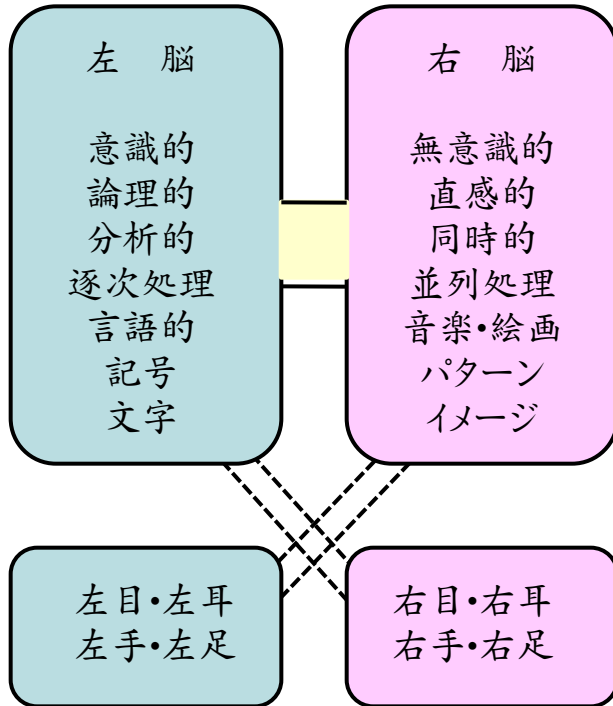 左 脳
意識的
論理的
分析的
逐次処理
言語的
記号
文字
右 脳
無意識的
直感的
同時的
並列処理
音楽・絵画
パターン
イメージ
左目・左耳
左手・左足
右目・右耳
右手・右足